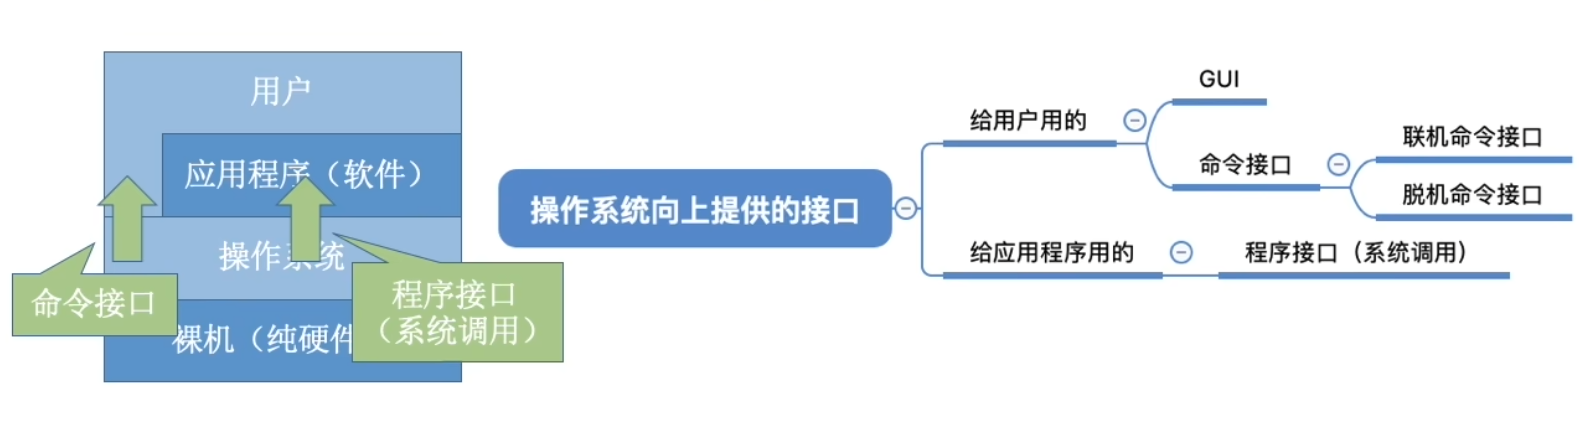 用户
应用程序（软件）
操作系统
裸机（纯硬件
命令接口
程序接口
（系统调用）
操作系统向上提供的接口
给用户用的
GUI
命令接口
联机命令接口
脱机命令接口
给应用程序用的
程序接口（系统调用）